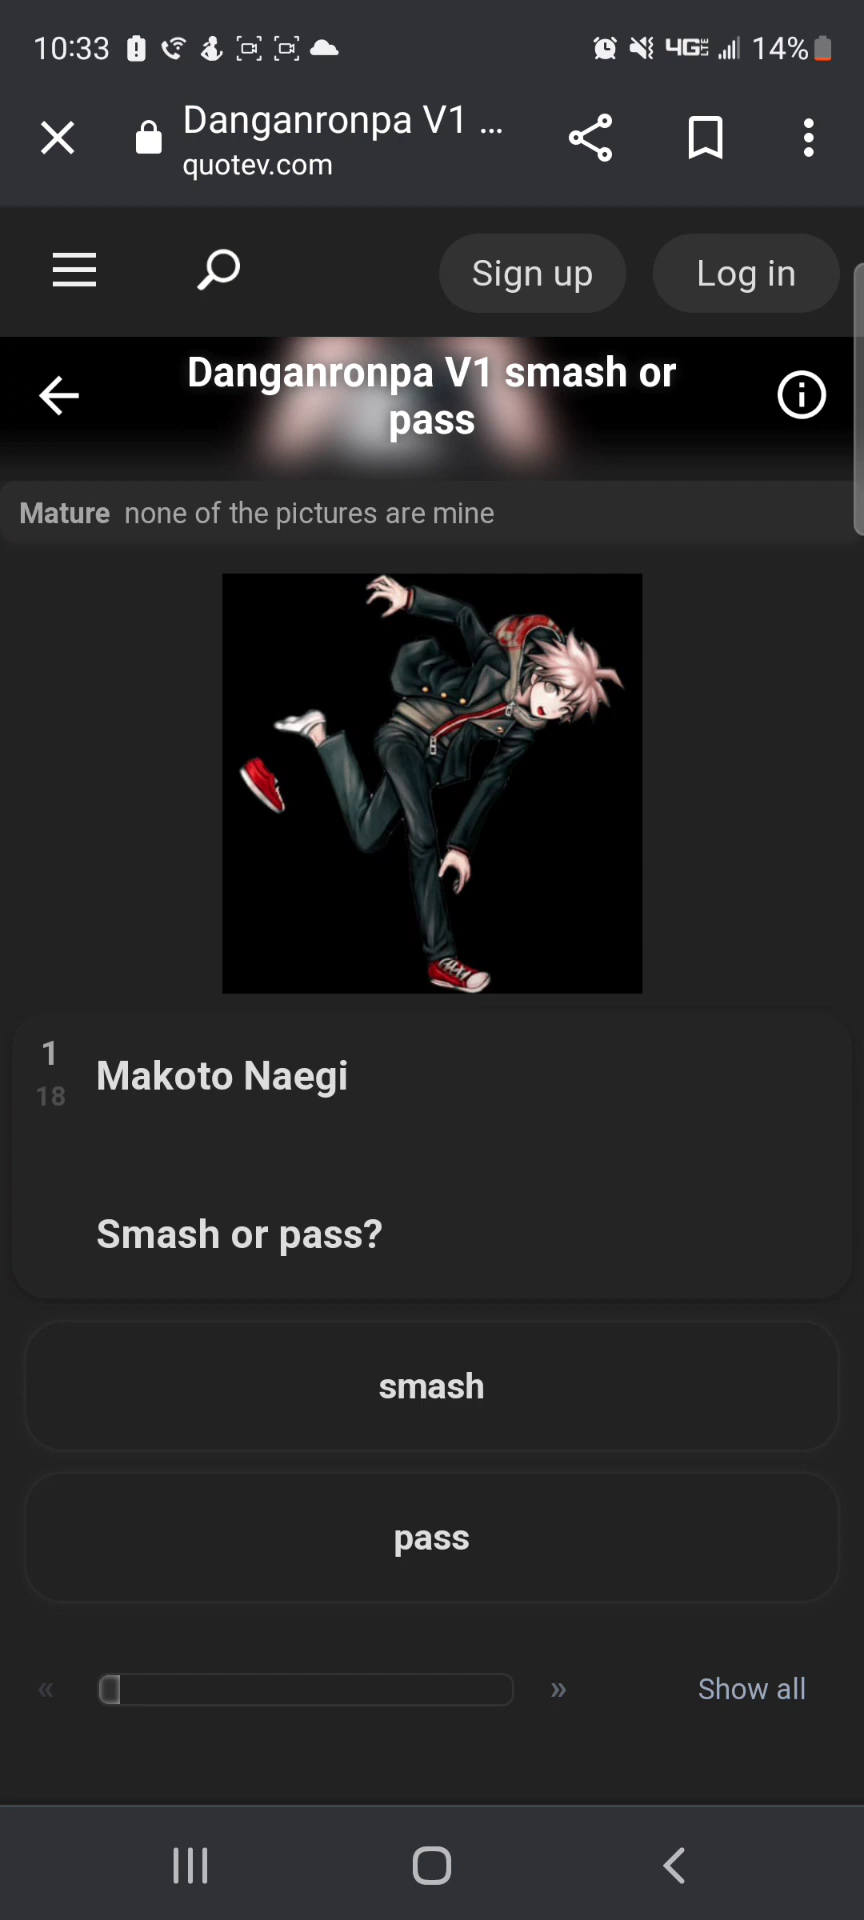 10:33
4G LTE 14%
Danganronpa V1 ...
quotev.com
Sign up Log in
Danganronpa V1 smash or
pass
Mature none of the pictures are mine
1
18
Makoto Naegi
Smash or pass?
smash
pass
« » Show all